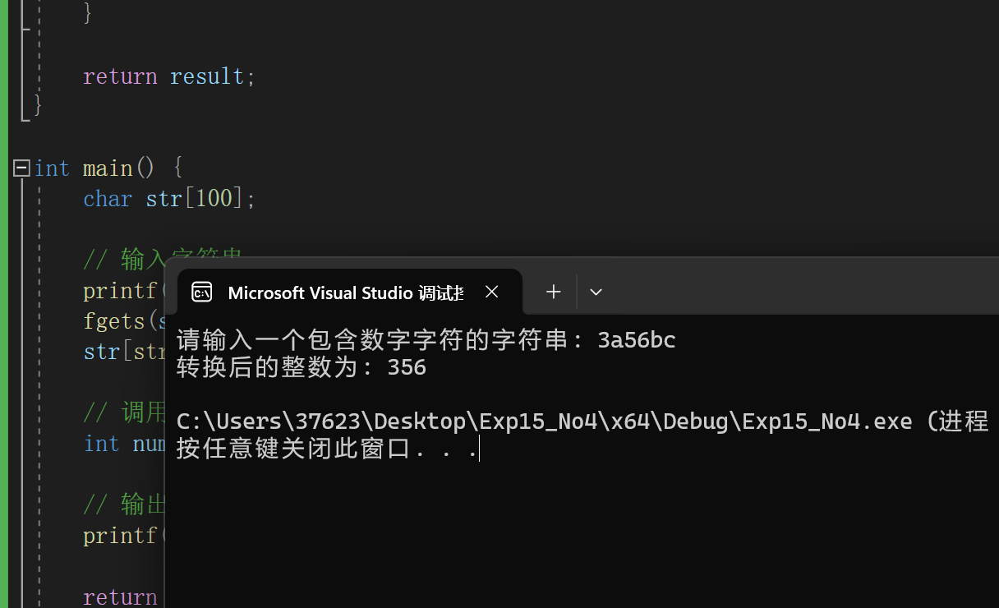 }
return result;
}
int main() {
char str[100];
// 输入字符串
printf(
fgets(s
str[str
// 调用
int num
// 输出
printf(
return
Microsoft Visual Studio 调试控
请输入一个包含数字字符的字符串: 3a56bc
转换后的整数为: 356
C:\Users\37623\Desktop\Exp15_No4\x64\Debug\Exp15_No4.exe (进程
按任意键关闭此窗口. . .